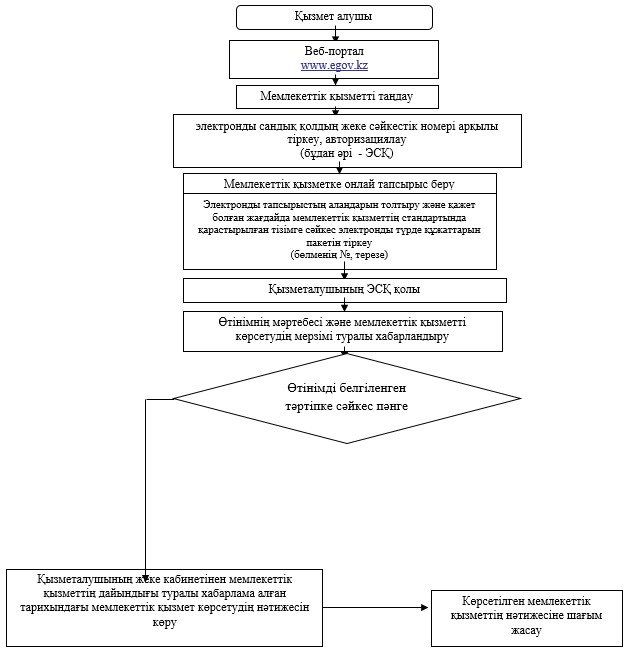 Қызмет алушы
Веб-портал
www.egov.kz
Мемлекеттік қызметті таңдау
электронды сандық қолдың жеке сәйкестік номері арқылы
тіркеу, авторизациялау
(бұдан әрі - ЭСҚ)
Мемлекеттік қызметке онлай тапсырыс беру
Электронды тапсырыстың аландарын толтыру және қажет
болған жағдайда мемлекеттік қызметтің стандартында
қарастырылған тізімге сәйкес электронды түрде құжаттарын
пакетін тіркеу
(бөлменің №, терезе)
Қызметалушының ЭСҚ қолы
Өтінімнің мәртебесі және мемлекеттік қызметті
көрсетудің мерзімі туралы хабарландыру
Өтінімді белгіленген
тәртіпке сәйкес пәнге
Қызметалушының жеке кабинетінен мемлекеттік
қызметтің дайындығы туралы хабарлама алған
тарихындағы мемлекеттік қызмет көрсетудің нәтижесін
көру
Көрсетілген мемлекеттік
қызметтің нәтижесіне шағым
жасау